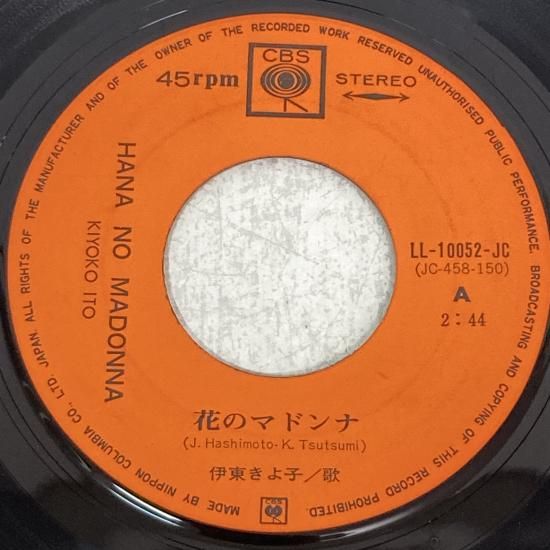 CBS
45rpm
STEREO
HANA NO MADONNA
KIYOKO ITO
LL-10052-JC
(JC-458-150)
A
2:44
花のマドンナ
(J. Hashimoto-K. Tsutsumi)
伊東きよ子/歌
CBS
MADE BY NIPPON COLUMBIA CO., LTD. JAPAN, ALL RIGHTS OF THE MANUFACTURER AND OF THE OWNER OF THE RECORDED WORK RESERVED UNAUTHORISED PUBLIC PERFORMANCE, BROADCASTING AND COPYING OF THIS RECORD PROHIBITED.